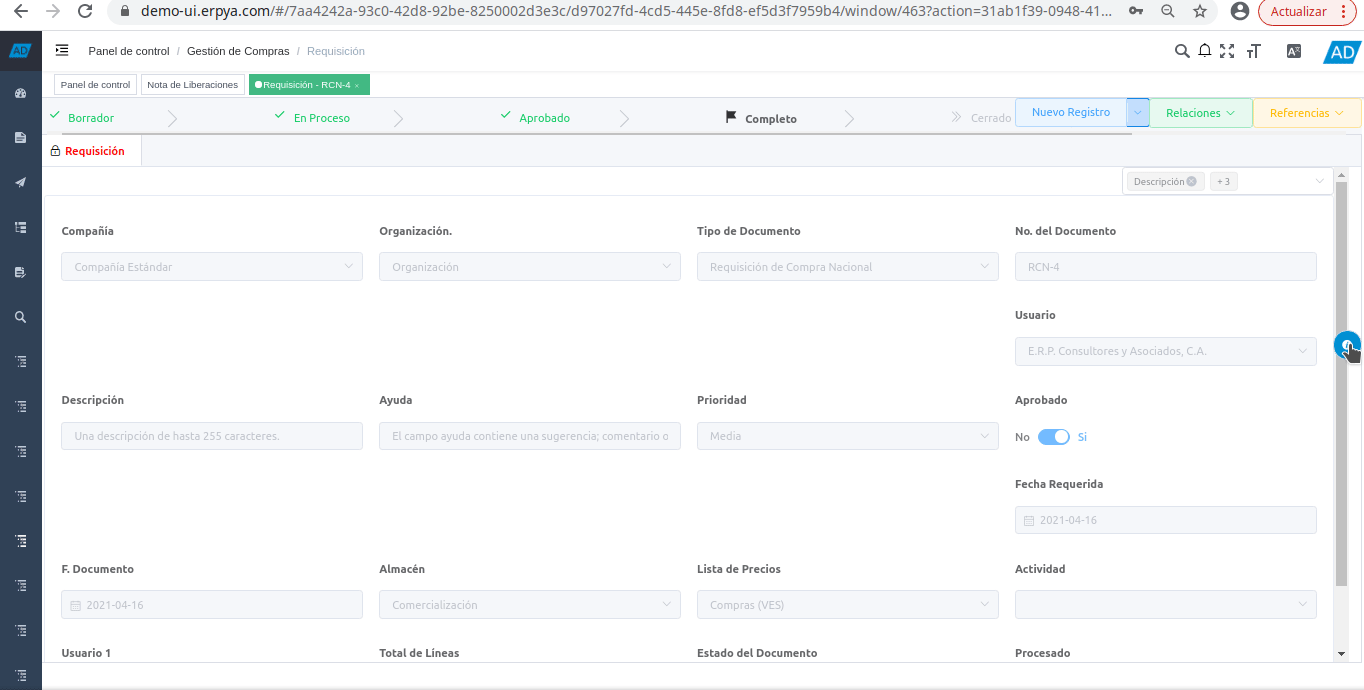 demo-ui.erpya.com/#/7aa4242a-93c0-42d8-92be-8250002d3e3c/d97027fd-4cd5-445e-8fd8-ef5d3f7959b4/window/463?action=31ab1f39-0948-41...
Actualizar
AD
Panel de control / Gestión de Compras / Requisición
AD
Panel de control
Nota de Liberaciones
Requisición - RCN-4 ×
Borrador
En Proceso
Aprobado
Completo
Cerrado
Nuevo Registro
Relaciones
Referencias
Requisición
Descripción
+ 3
Compañía
Organización.
Tipo de Documento
No. del Documento
Compañía Estándar
Organización
Requisición de Compra Nacional
RCN-4
Usuario
E.R.P. Consultores y Asociados, C.A.
Descripción
Ayuda
Prioridad
Aprobado
Una descripción de hasta 255 caracteres.
El campo ayuda contiene una sugerencia; comentario o
Media
No
Si
Fecha Requerida
2021-04-16
F. Documento
Almacén
Lista de Precios
Actividad
2021-04-16
Comercialización
Compras (VES)
Usuario 1
Total de Líneas
Estado del Documento
Procesado